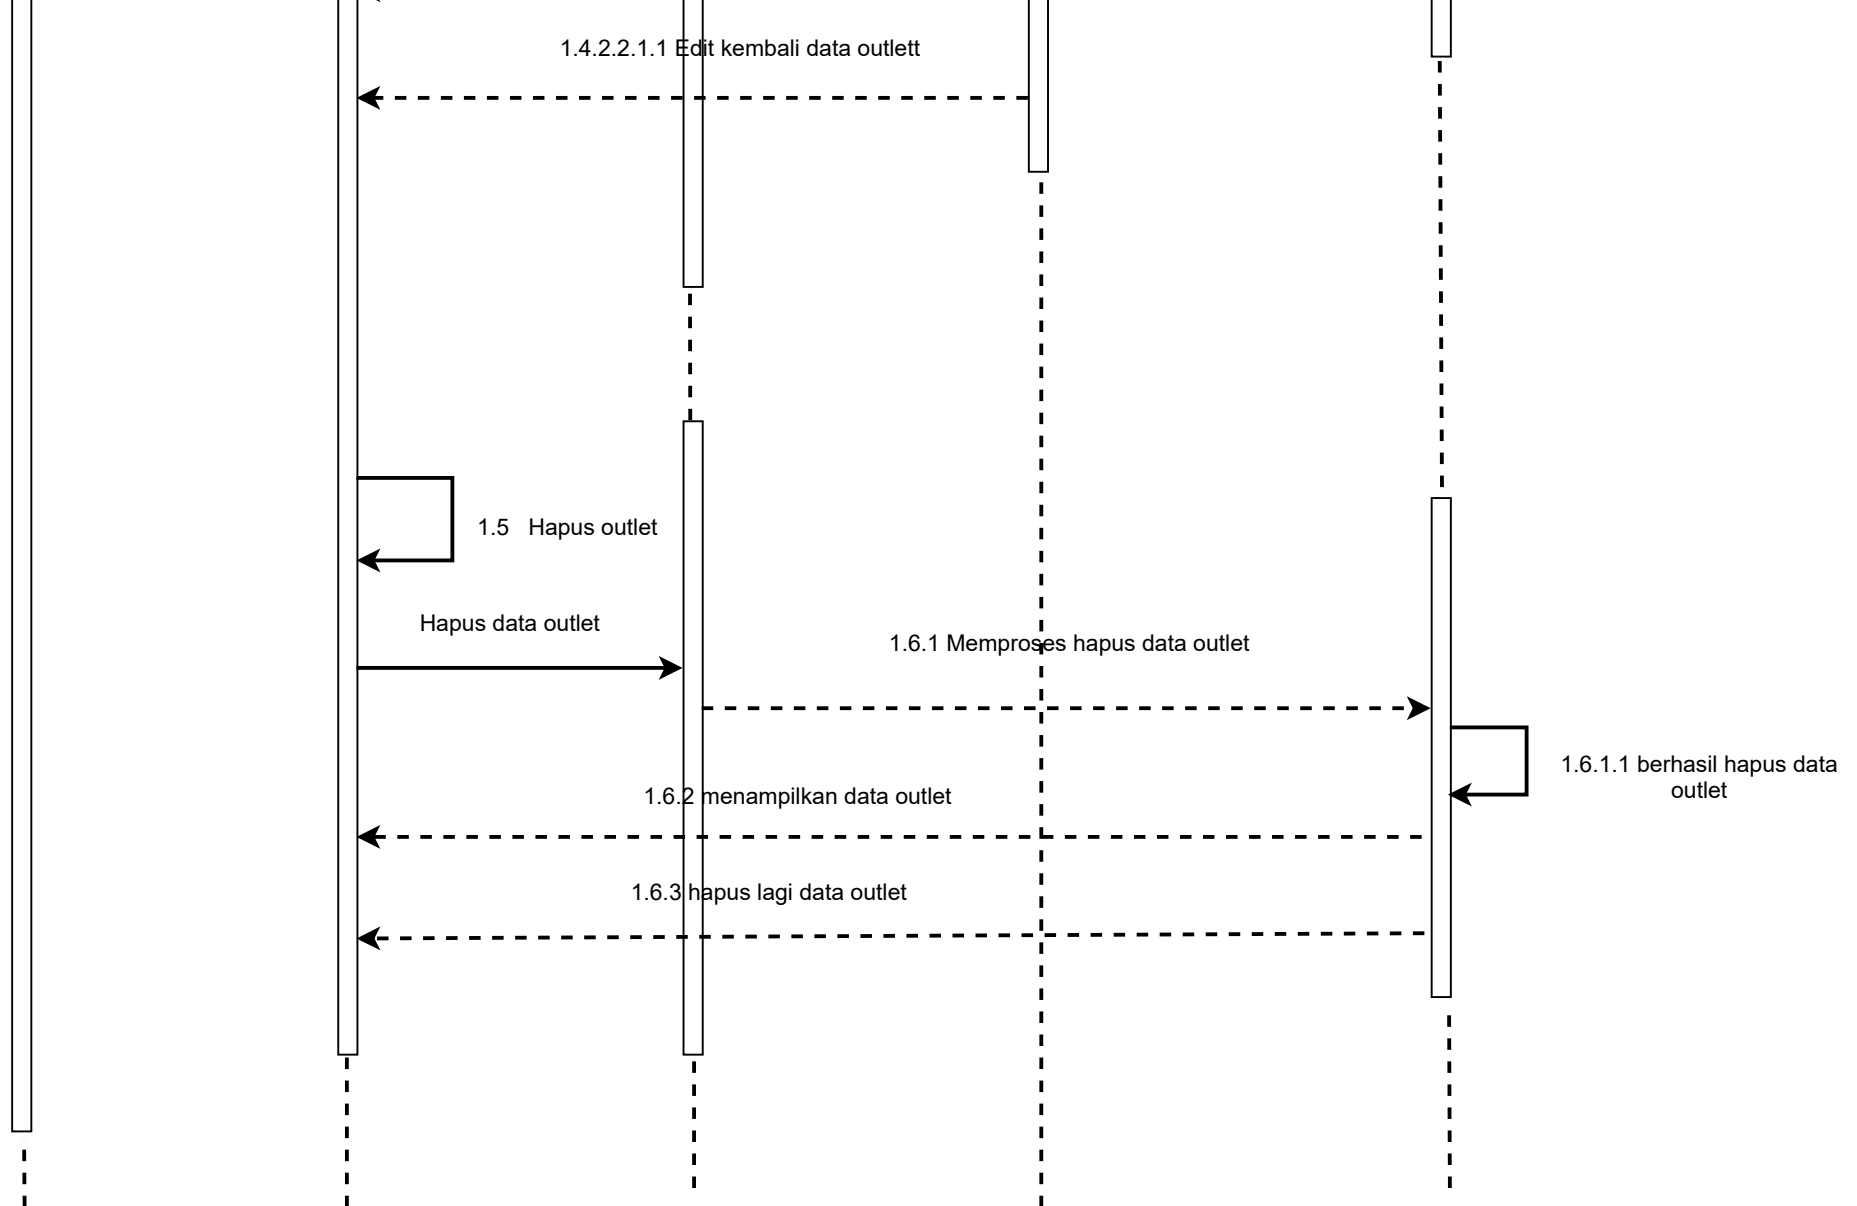 1.4.2.2.1.1 Edit kembali data outlett
1.5 Hapus outlet
Hapus data outlet
1.6.1 Memproses hapus data outlet
1.6.1.1 berhasil hapus data
outlet
1.6.2 menampilkan data outlet
1.6.3 hapus lagi data outlet